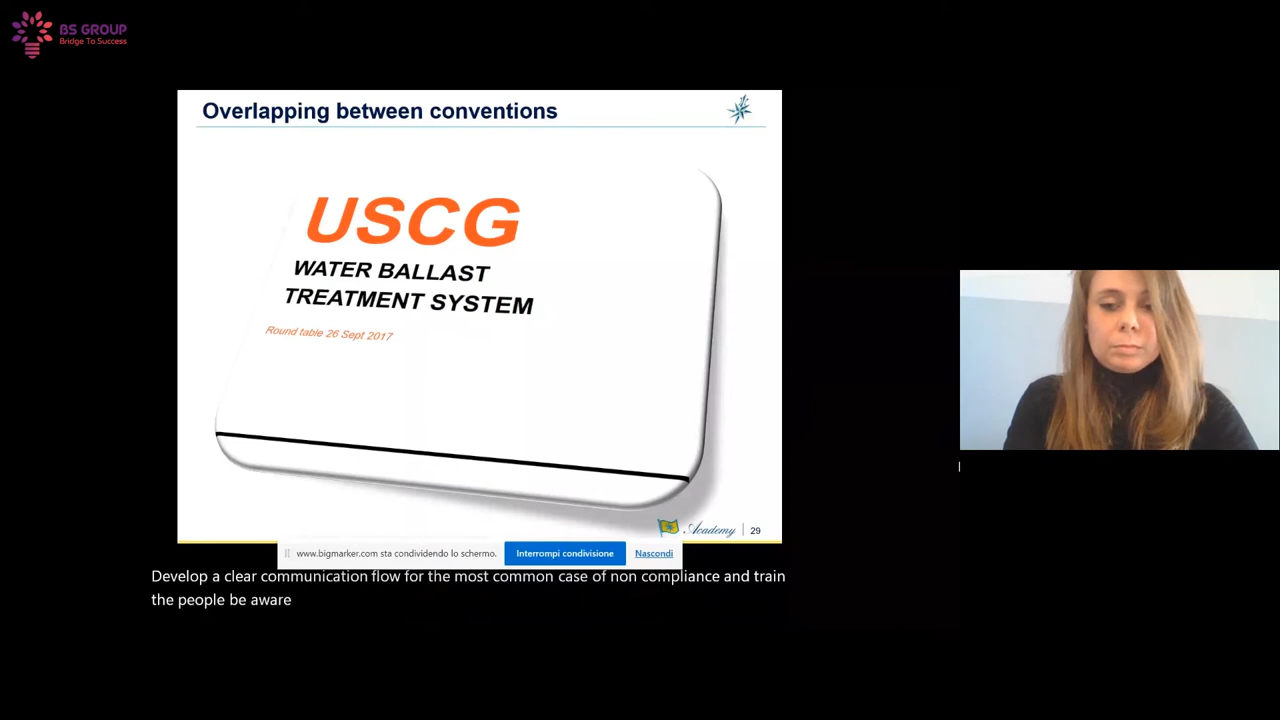 BS GROUP
Bridge To Success
Overlapping between conventions
USCG
WATER BALLAST
TREATMENT SYSTEM
Round table 26 Sept 2017
Academy
29
www.bigmarker.com sta condividendo lo schermo.
Interrompi condivisione
Nascondi
Develop a clear communication flow for the most common case of non compliance and train
the people be aware